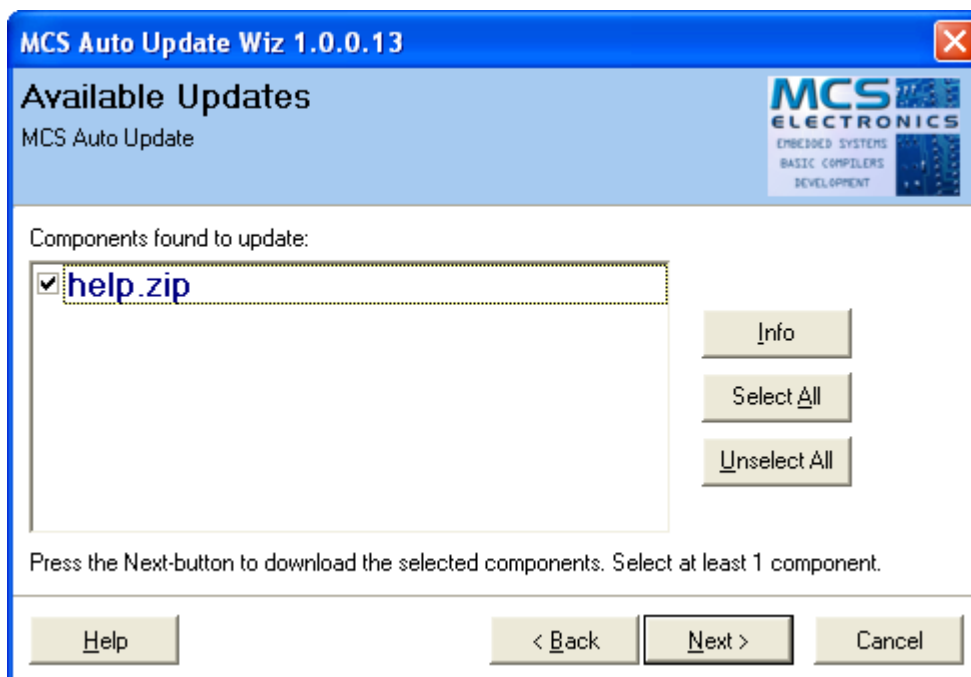 MCS Auto Update Wiz 1.0.0.13
Available Updates
MCS Auto Update
MCS
ELECTRONICS
EMBEDDED SYSTEMS
BASIC COMPILERS
DEVELOPMENT
Components found to update:
help.zip
Info
Select All
Unselect All
Press the Next-button to download the selected components. Select at least 1 component.
Help
< Back
Next >
Cancel